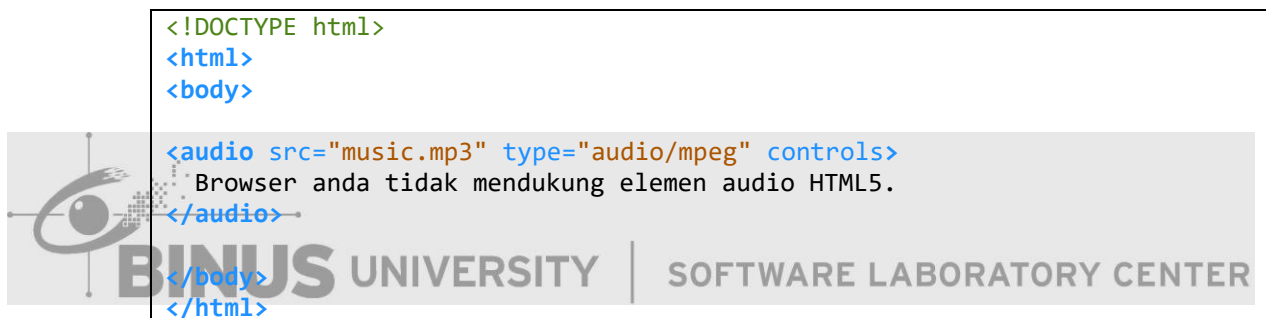 <!DOCTYPE html>
<html>
<body>
<audio src="music.mp3" type="audio/mpeg" controls>
Browser anda tidak mendukung elemen audio HTML5.
</audio>
BINUS UNIVERSITY | SOFTWARE LABORATORY CENTER
</body>
</html>